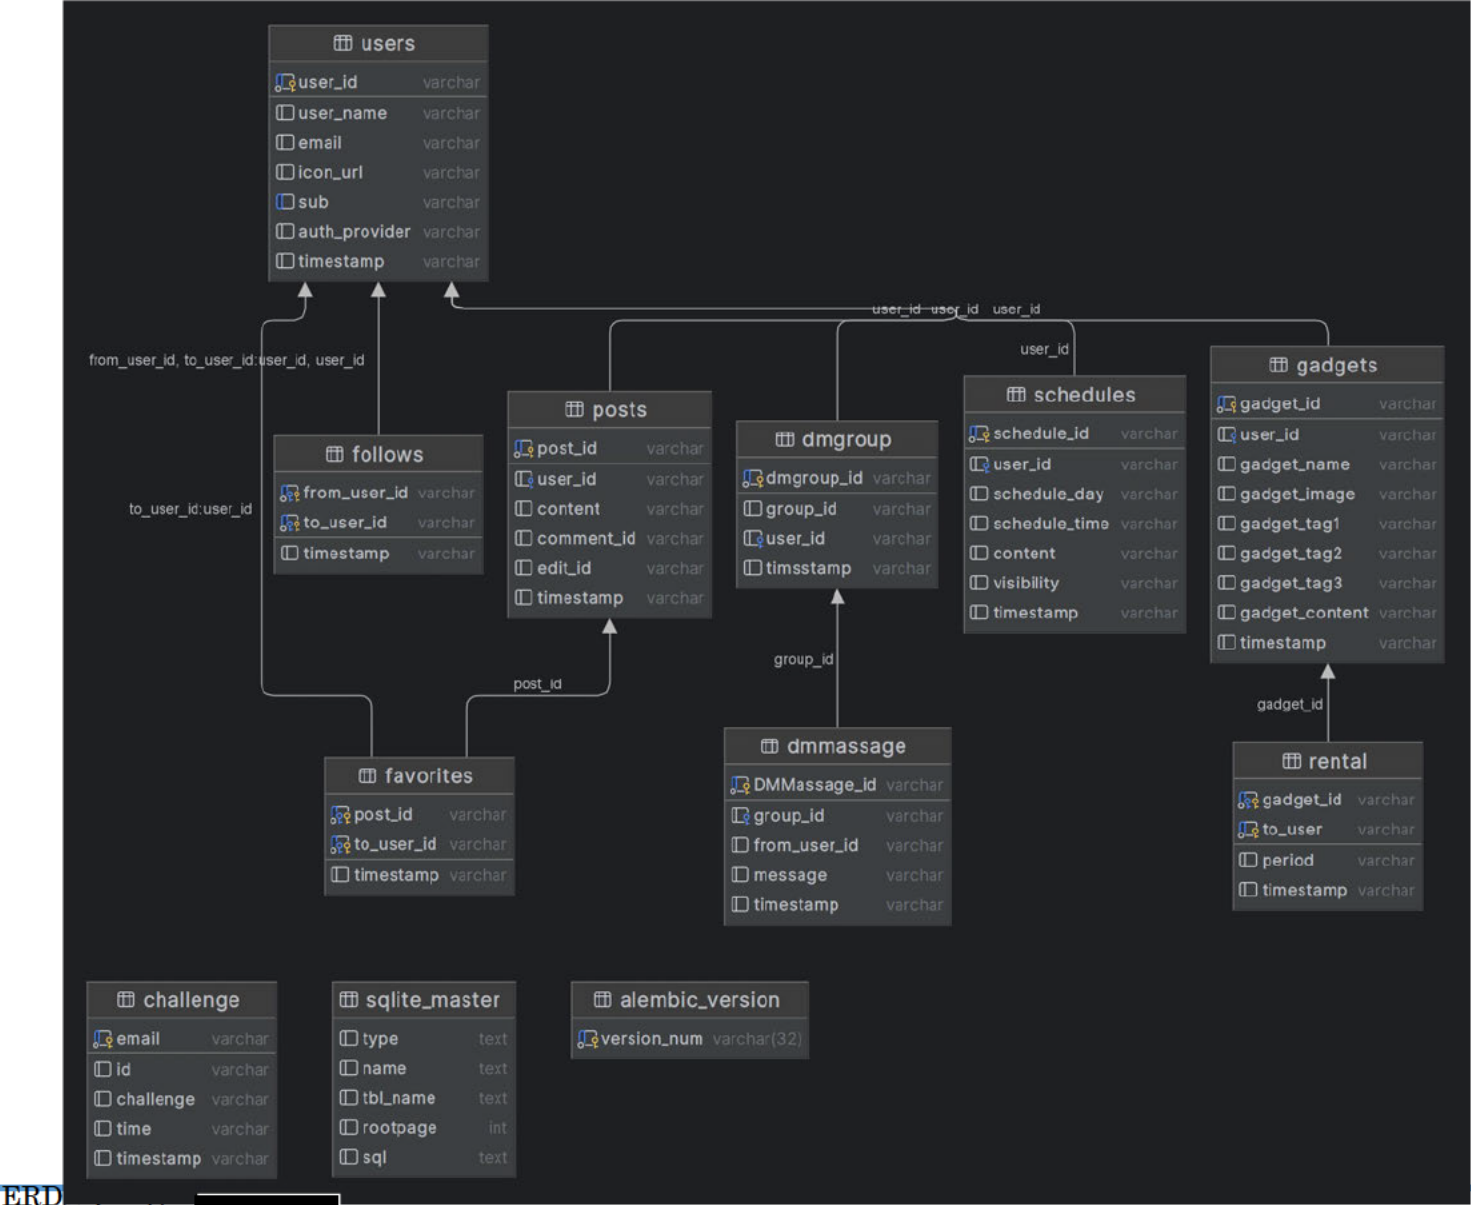 users
user_id varchar
user_name varchar
email varchar
icon_url varchar
sub varchar
auth_provider varchar
timestamp varchar
user_id user_id user_id
user_id
from_user_id, to_user_id:user_id, user_id
to_user_id:user_id
follows
from_user_id varchar
to_user_id varchar
timestamp varchar
posts
post_id varchar
user_id varchar
content varchar
comment_id varchar
edit_id varchar
timestamp varchar
dmgroup
dmgroup_id varchar
group_id varchar
user_id varchar
timsstamp varchar
schedules
schedule_id varchar
user_id varchar
schedule_day varchar
schedule_time varchar
content varchar
visibility varchar
timestamp varchar
gadgets
gadget_id varchar
user_id varchar
gadget_name varchar
gadget_image varchar
gadget_tag1 varchar
gadget_tag2 varchar
gadget_tag3 varchar
gadget_content varchar
timestamp varchar
post_id
group_id
gadget_id
favorites
post_id varchar
to_user_id varchar
timestamp varchar
dmmassage
DMMassage_id varchar
group_id varchar
from_user_id varchar
message varchar
timestamp varchar
rental
gadget_id varchar
to_user varchar
period varchar
timestamp varchar
challenge
email varchar
id varchar
challenge varchar
time varchar
timestamp varchar
sqlite_master
type text
name text
tbl_name text
rootpage int
sql text
alembic_version
version_num varchar(32)
ERD